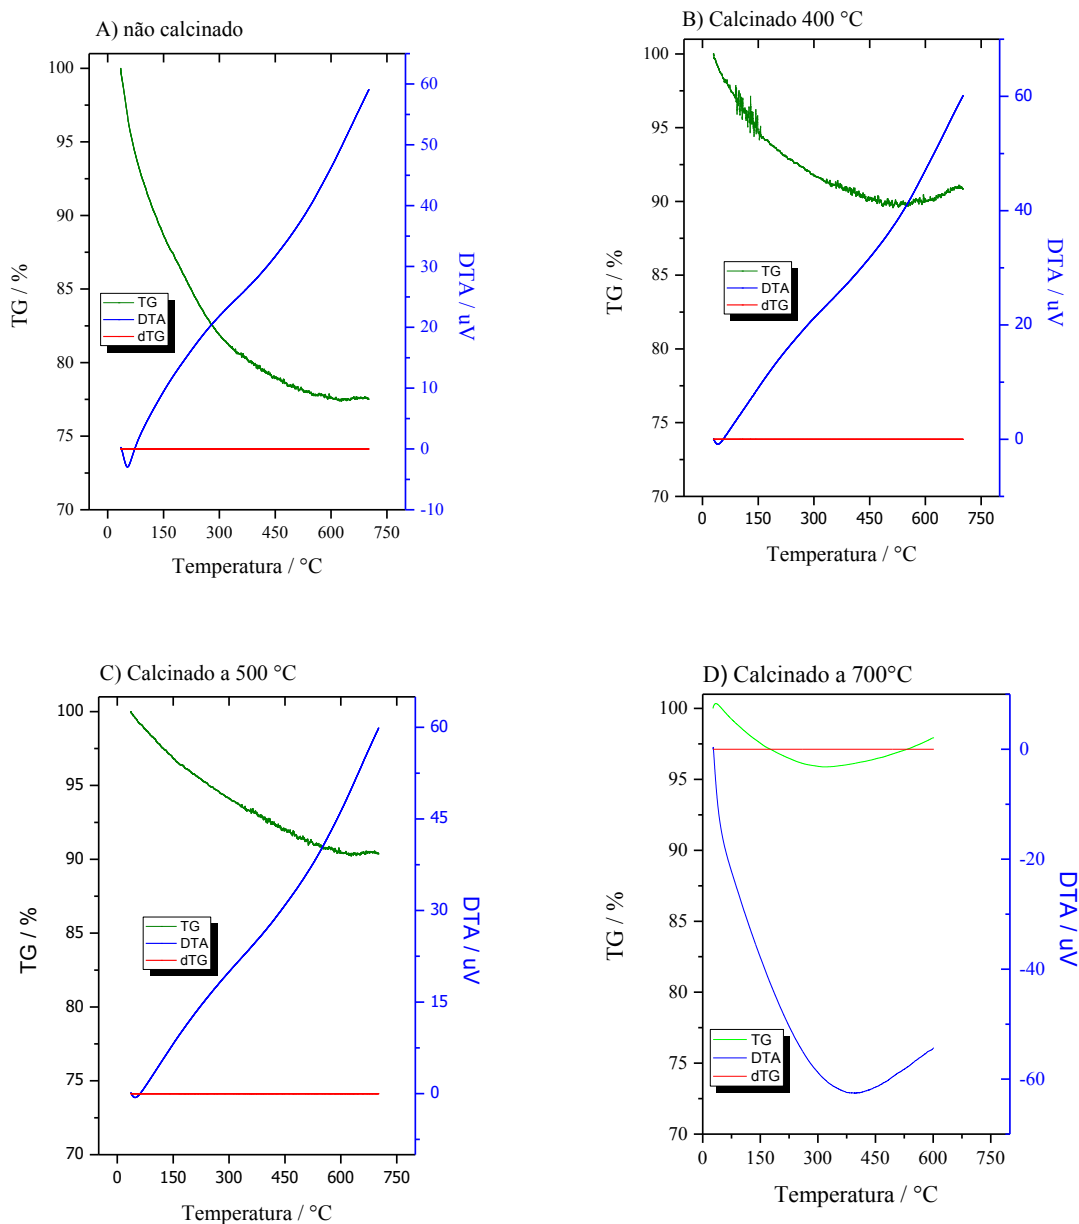 A) não calcinado
100
95
90
85
80
75
70
TG / %
60
50
40
30
20
10
0
-10
DTA / uV
TG
DTA
dTG
0 150 300 450 600 750
Temperatura / °C
B) Calcinado 400 °C
100
95
90
85
80
75
70
TG / %
60
40
20
0
DTA / uV
TG
DTA
dTG
0 150 300 450 600 750
Temperatura / °C
C) Calcinado a 500 °C
100
95
90
85
80
75
70
TG / %
60
45
30
15
0
DTA / uV
TG
DTA
dTG
0 150 300 450 600 750
Temperatura / °C
D) Calcinado a 700°C
100
95
90
85
80
75
70
TG / %
0
-20
-40
-60
DTA / uV
TG
DTA
dTG
0 150 300 450 600 750
Temperatura / °C